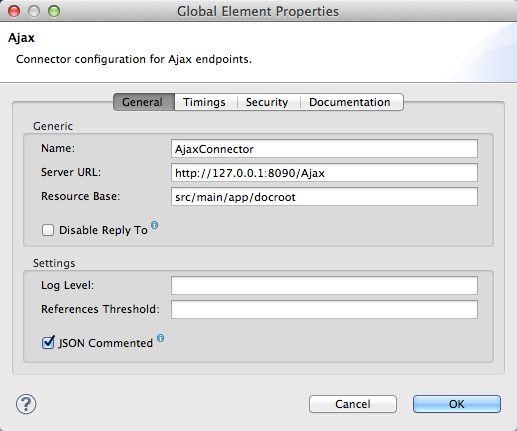 Global Element Properties
Ajax
Connector configuration for Ajax endpoints.
General Timings Security Documentation
Generic
Name: AjaxConnector
Server URL: http://127.0.0.1:8090/Ajax
Resource Base: src/main/app/docroot
Disable Reply To
Settings
Log Level:
References Threshold:
JSON Commented
? Cancel OK